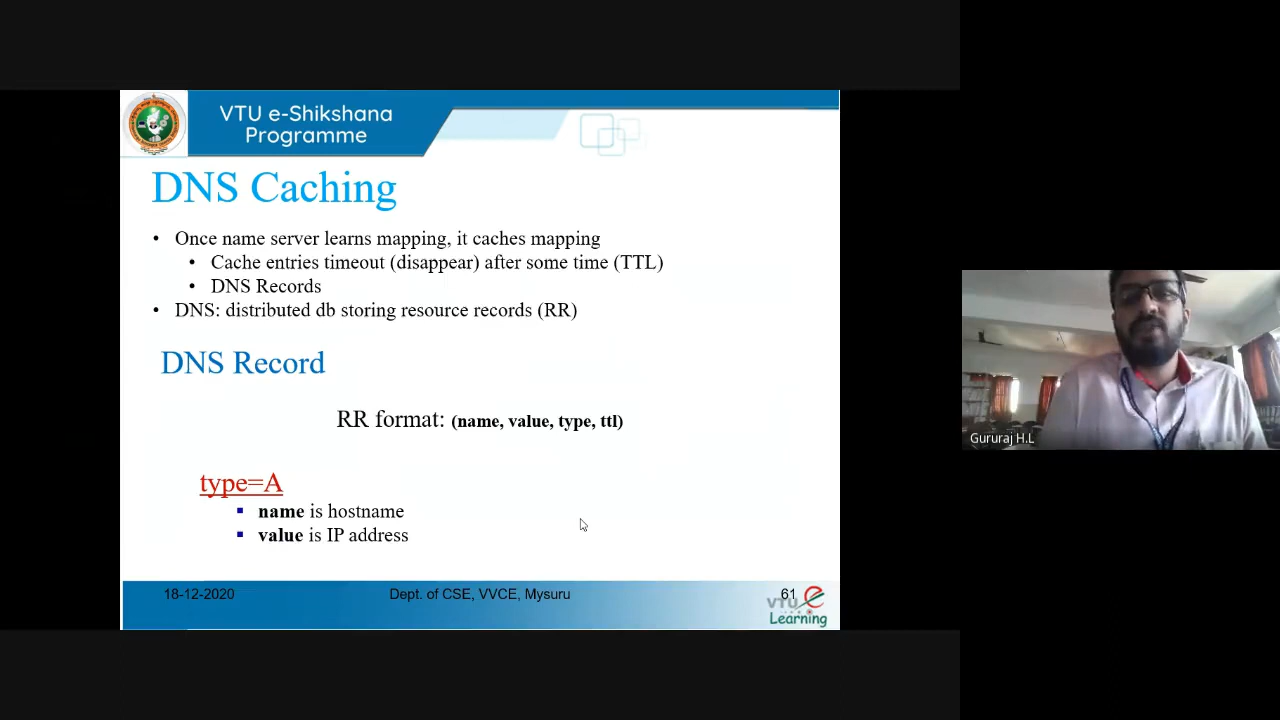 VTU e-Shikshana
Programme
DNS Caching
• Once name server learns mapping, it caches mapping
• Cache entries timeout (disappear) after some time (TTL)
• DNS Records
• DNS: distributed db storing resource records (RR)
DNS Record
RR format: (name, value, type, ttl)
type=A
▪ name is hostname
▪ value is IP address
18-12-2020
Dept. of CSE, VVCE, Mysuru
61
VTU e
Learning
Gururaj H.L